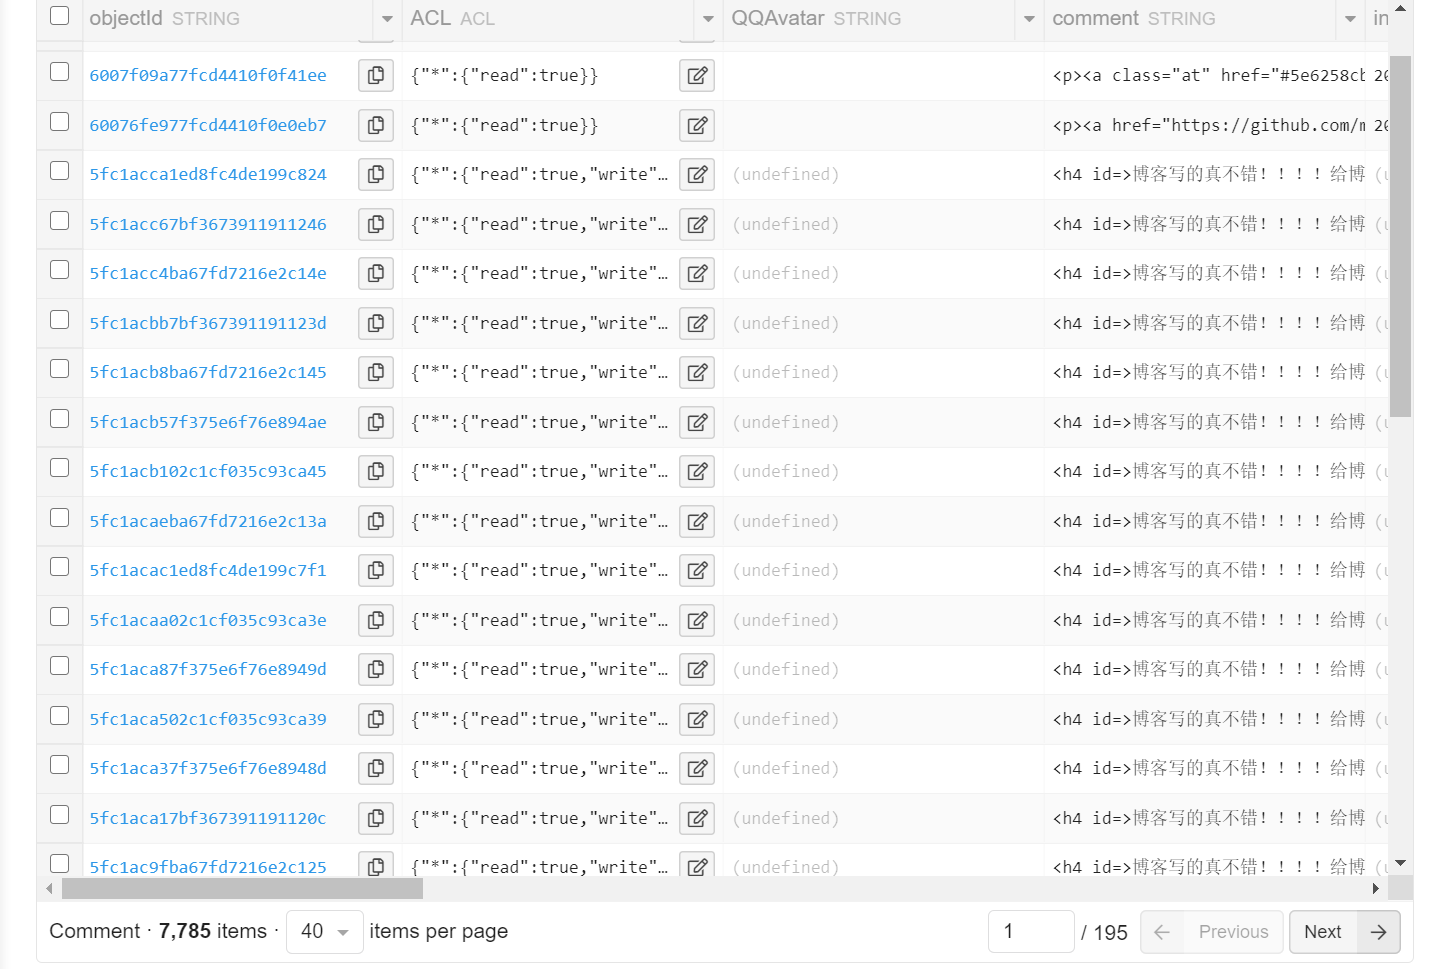 objectId STRING ACL ACL QQAvatar STRING comment STRING in
6007f09a77fcd4410f0f41ee {"*":{"read":true}} <p><a class="at" href="#5e6258cb 20
60076fe977fcd4410f0e0eb7 {"*":{"read":true}} <p><a href="https://github.com/m 20
5fc1acca1ed8fc4de199c824 {"*":{"read":true,"write"… (undefined) <h4 id=>博客写的真不错！！！！给博 (u
5fc1acc67bf3673911911246 {"*":{"read":true,"write"… (undefined) <h4 id=>博客写的真不错！！！！给博 (u
5fc1acc4ba67fd7216e2c14e {"*":{"read":true,"write"… (undefined) <h4 id=>博客写的真不错！！！！给博 (u
5fc1acbb7bf367391191123d {"*":{"read":true,"write"… (undefined) <h4 id=>博客写的真不错！！！！给博 (u
5fc1acb8ba67fd7216e2c145 {"*":{"read":true,"write"… (undefined) <h4 id=>博客写的真不错！！！！给博 (u
5fc1acb57f375e6f76e894ae {"*":{"read":true,"write"… (undefined) <h4 id=>博客写的真不错！！！！给博 (u
5fc1acb102c1cf035c93ca45 {"*":{"read":true,"write"… (undefined) <h4 id=>博客写的真不错！！！！给博 (u
5fc1acaeba67fd7216e2c13a {"*":{"read":true,"write"… (undefined) <h4 id=>博客写的真不错！！！！给博 (u
5fc1acac1ed8fc4de199c7f1 {"*":{"read":true,"write"… (undefined) <h4 id=>博客写的真不错！！！！给博 (u
5fc1acaa02c1cf035c93ca3e {"*":{"read":true,"write"… (undefined) <h4 id=>博客写的真不错！！！！给博 (u
5fc1aca87f375e6f76e8949d {"*":{"read":true,"write"… (undefined) <h4 id=>博客写的真不错！！！！给博 (u
5fc1aca502c1cf035c93ca39 {"*":{"read":true,"write"… (undefined) <h4 id=>博客写的真不错！！！！给博 (u
5fc1aca37f375e6f76e8948d {"*":{"read":true,"write"… (undefined) <h4 id=>博客写的真不错！！！！给博 (u
5fc1aca17bf367391191120c {"*":{"read":true,"write"… (undefined) <h4 id=>博客写的真不错！！！！给博 (u
5fc1ac9fba67fd7216e2c125 {"*":{"read":true,"write"… (undefined) <h4 id=>博客写的真不错！！！！给博 (u
Comment · 7,785 items · 40 items per page 1 / 195 Previous Next